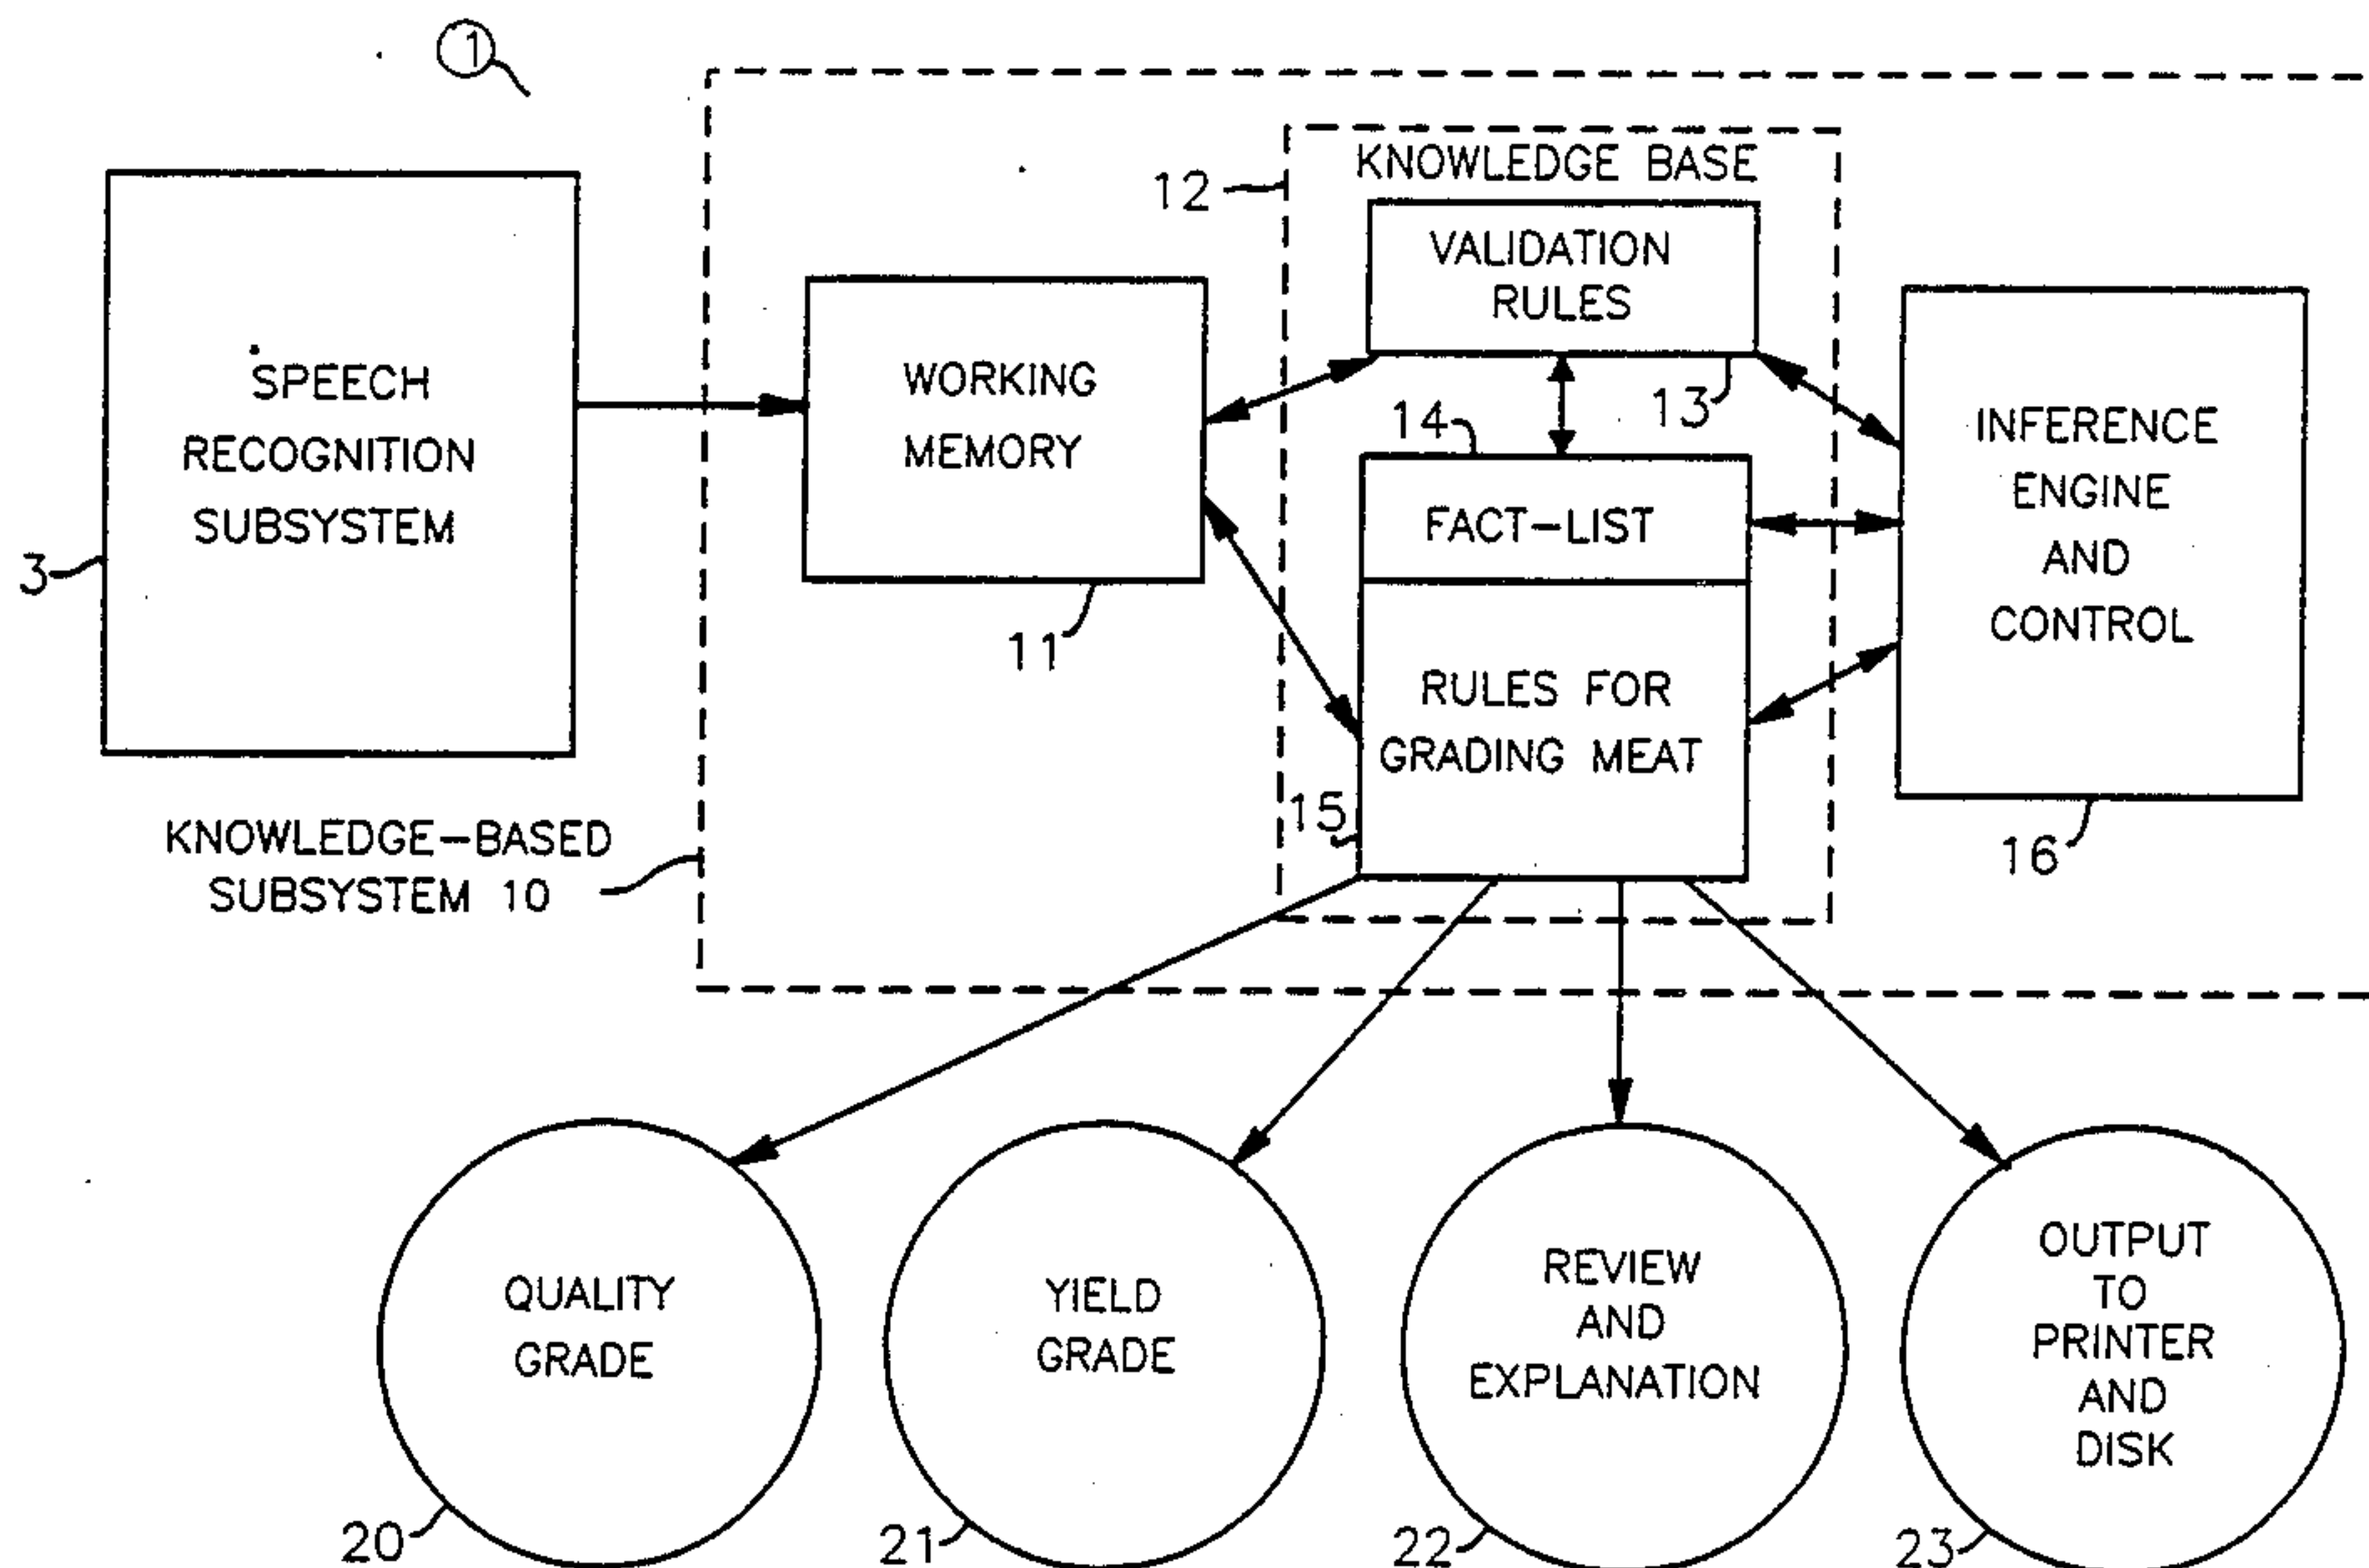 1
KNOWLEDGE BASE
12
VALIDATION
RULES
13
SPEECH
RECOGNITION
SUBSYSTEM
3
WORKING
MEMORY
11
14
FACT-LIST
RULES FOR
GRADING MEAT
15
INFERENCE
ENGINE
AND
CONTROL
16
KNOWLEDGE-BASED
SUBSYSTEM 10
QUALITY
GRADE
20
YIELD
GRADE
21
REVIEW
AND
EXPLANATION
22
OUTPUT
TO
PRINTER
AND
DISK
23